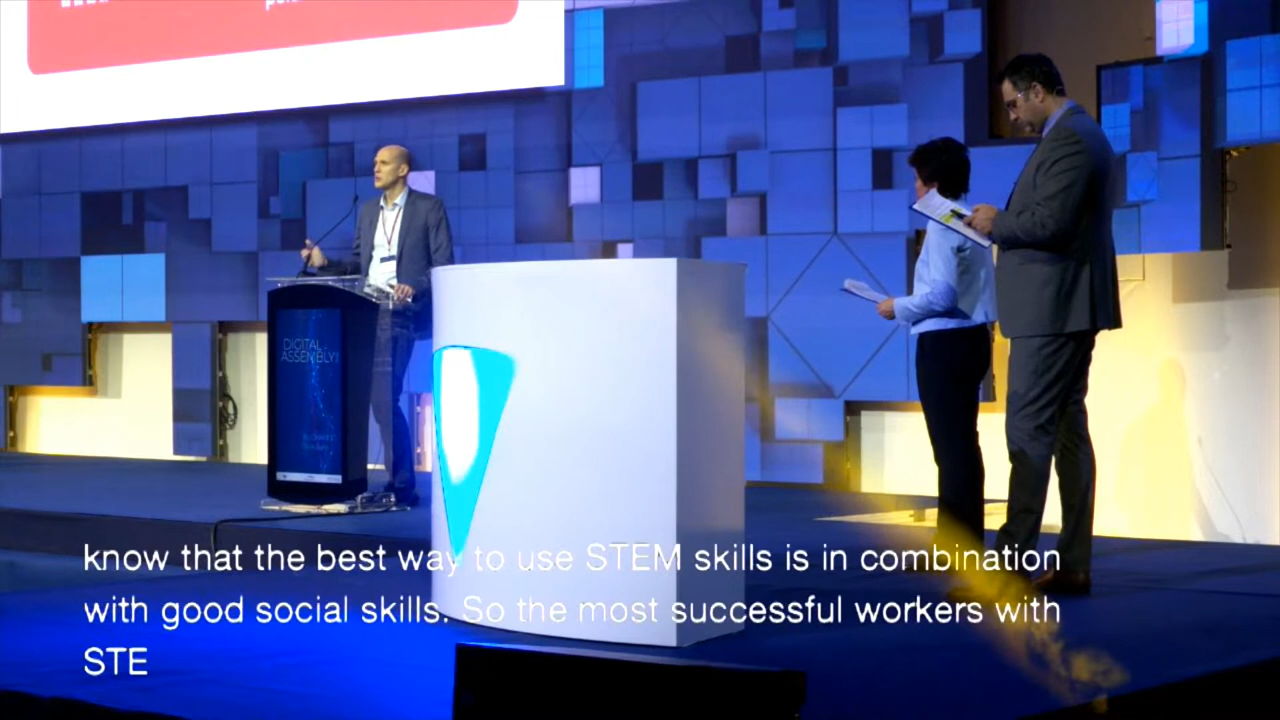 DIGITAL
ASSEMBLY
know that the best way to use STEM skills is in combination
with good social skills. So the most successful workers with
STE